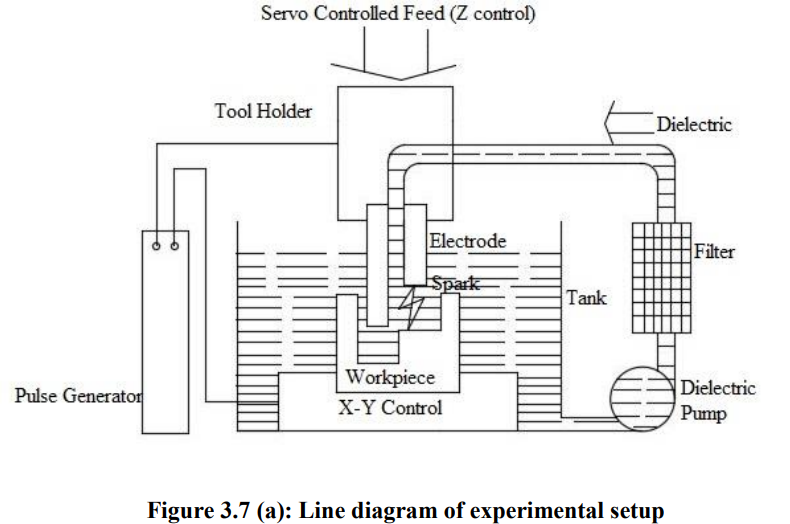 Servo Controlled Feed (Z control)
Tool Holder
Dielectric
Electrode
Filter
Spark
Tank
Workpiece
Pulse Generator
X-Y Control
Dielectric
Pump
Figure 3.7 (a): Line diagram of experimental setup